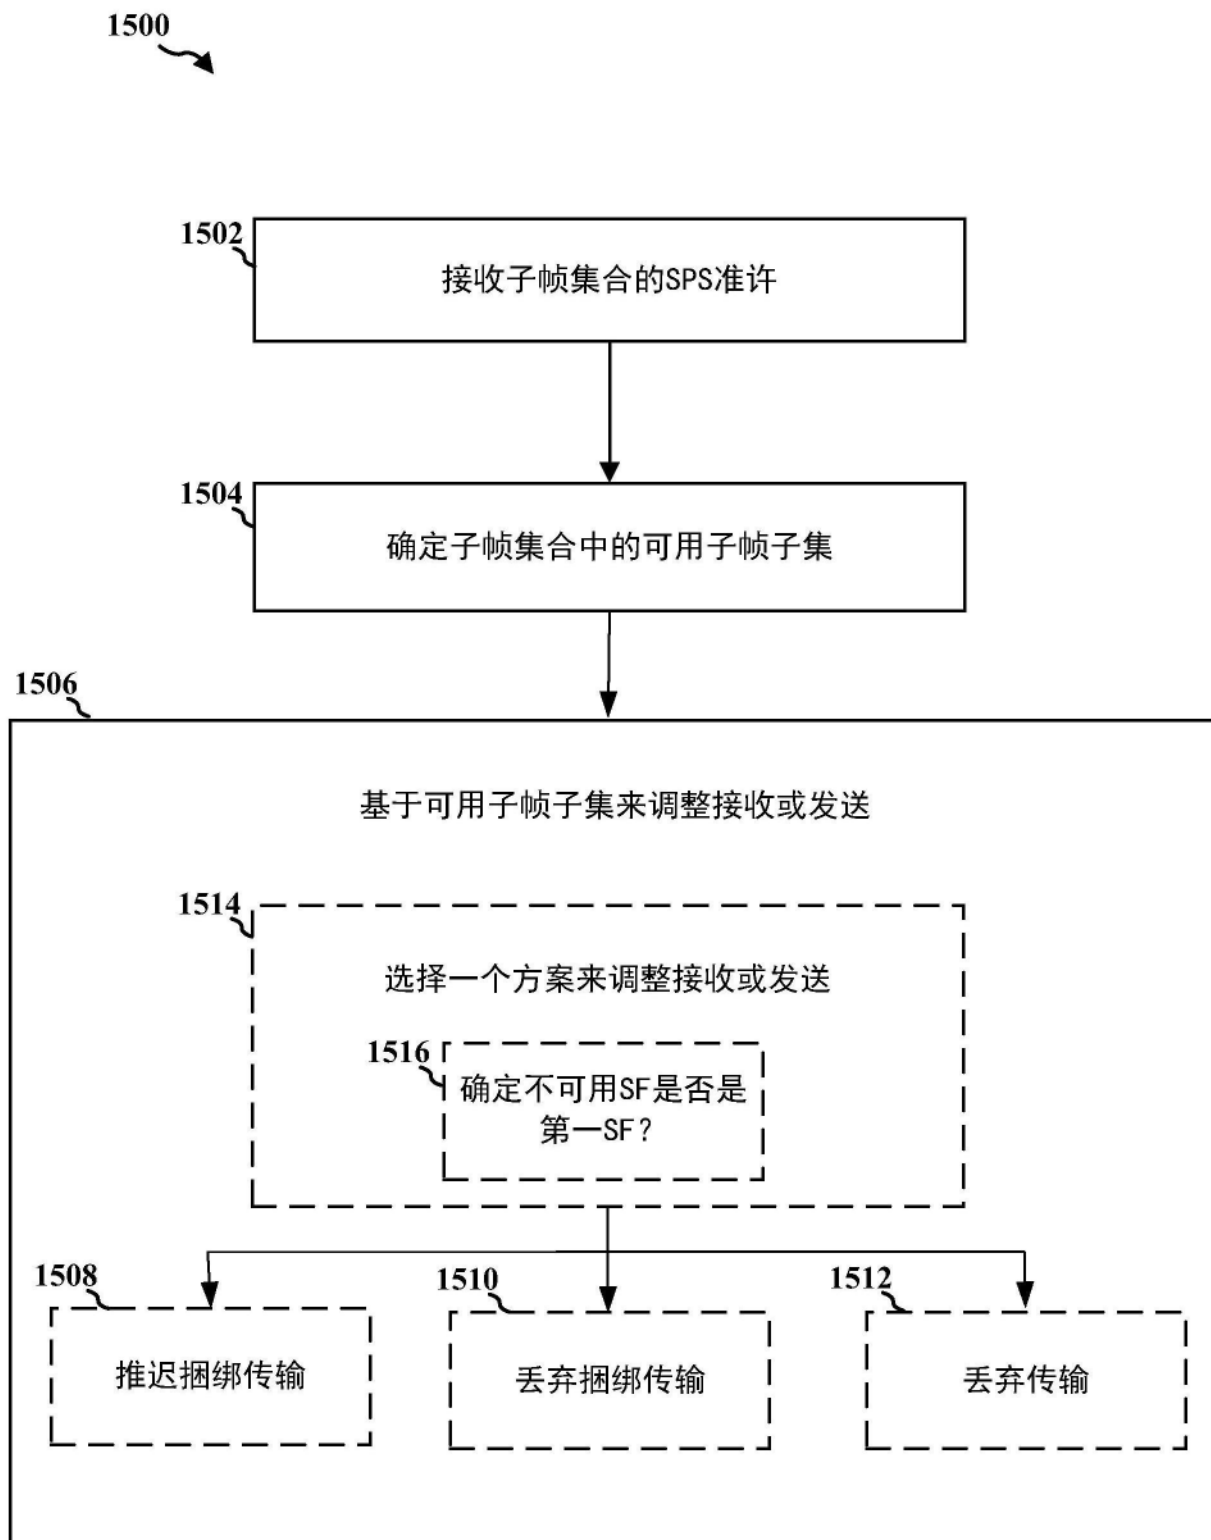 1500
1502
接收子帧集合的SPS准许
1504
确定子帧集合中的可用子帧子集
1506
基于可用子帧子集来调整接收或发送
1514
选择一个方案来调整接收或发送
1516
确定不可用SF是否是
第一SF？
1508
推迟捆绑传输
1510
丢弃捆绑传输
1512
丢弃传输